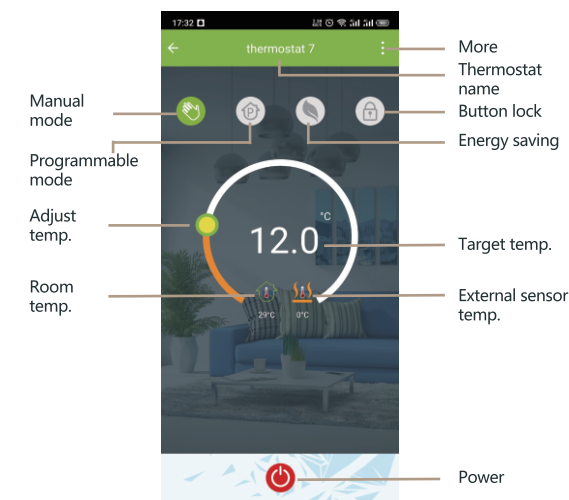 17:32
thermostat 7
More
Thermostat
name
Manual
mode
Button lock
Energy saving
P
Programmable
mode
Adjust
temp.
°C
12.0
Target temp.
Room
temp.
External sensor
temp.
29°C
0°C
Power